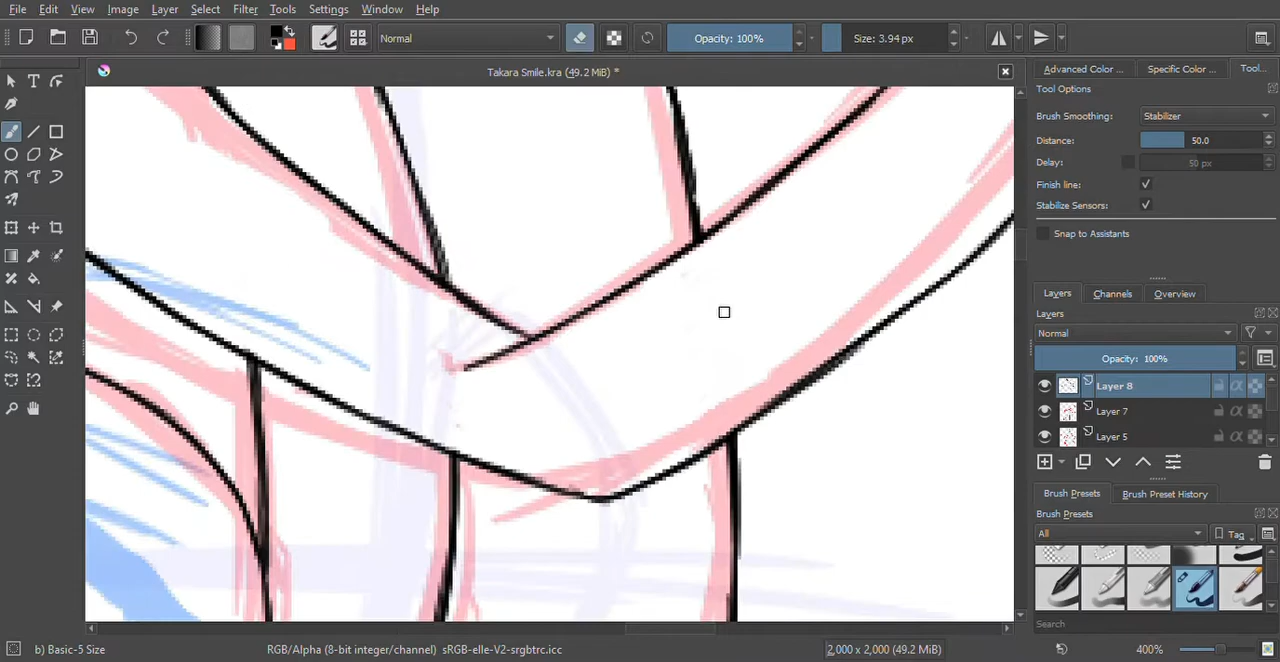 File Edit View Image Layer Select Filter Tools Settings Window Help
Normal Opacity: 100% Size: 3.94 px
Takara Smile.kra (49.2 MiB) *
Advanced Color ... Specific Color ... Tool...
Tool Options
Brush Smoothing: Stabilizer
Distance: 50.0
Delay: 50 px
Finish line:
Stabilize Sensors:
Snap to Assistants
Layers Channels Overview
Layers
Normal
Opacity: 100%
Layer 8
Layer 7
Layer 5
Brush Presets Brush Preset History
Brush Presets
All Tag
Search
b) Basic-5 Size RGB/Alpha (8-bit integer/channel) sRGB-elle-V2-srgbtrc.icc 2,000 x 2,000 (49.2 MiB) 400%